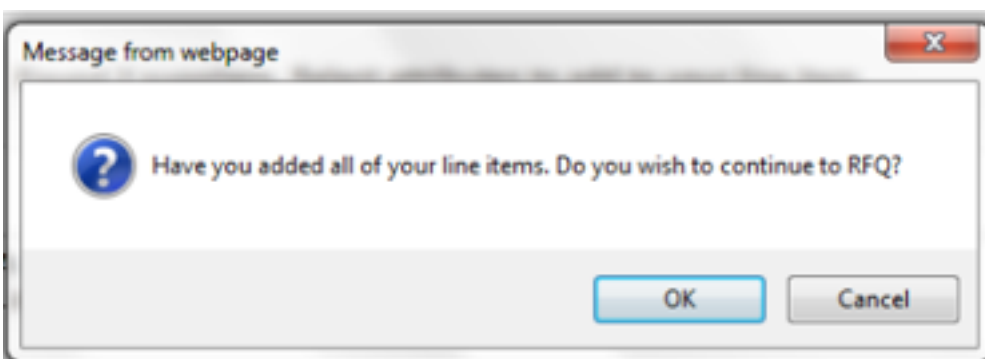 Message from webpage
Have you added all of your line items. Do you wish to continue to RFQ?
OK
Cancel